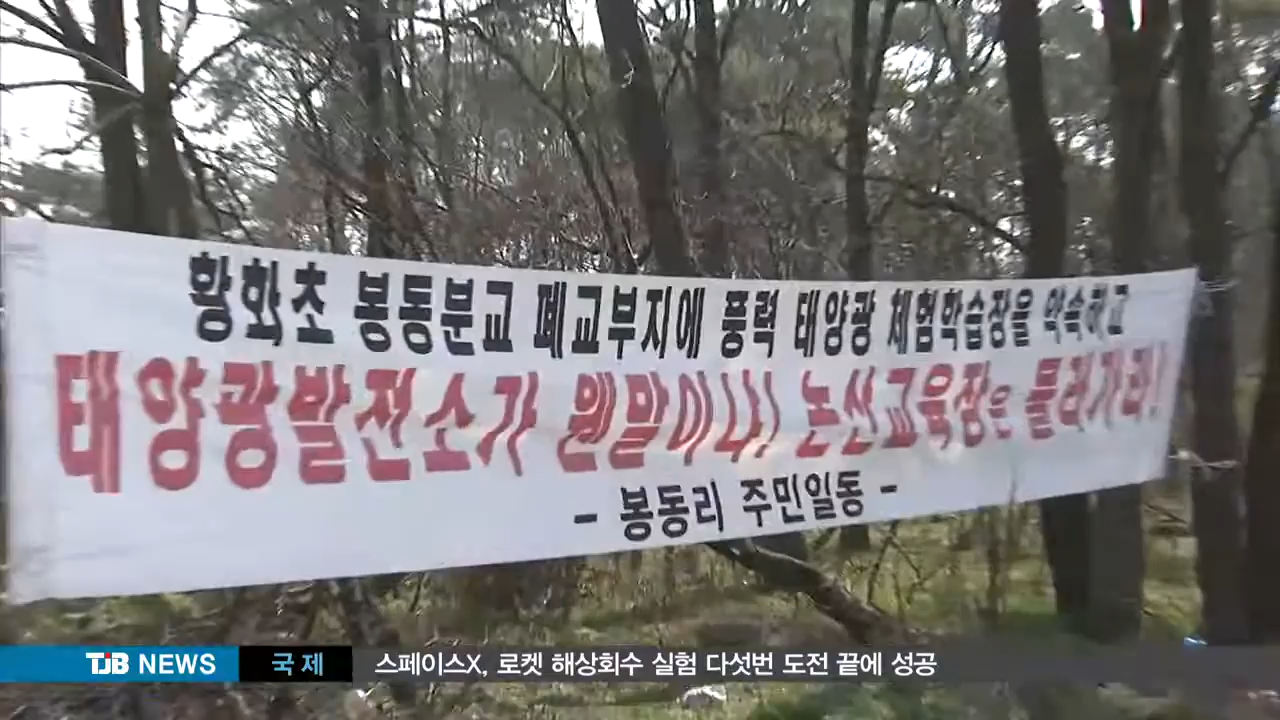 황화초 봉동분교 폐교부지에 풍력 태양광 체험학습장을 약속하고
태양광발전소가 웬말이냐! 논산교육장은 물러가라!
- 봉동리 주민일동 -
TJB NEWS 국제 스페이스X, 로켓 해상회수 실험 다섯번 도전 끝에 성공